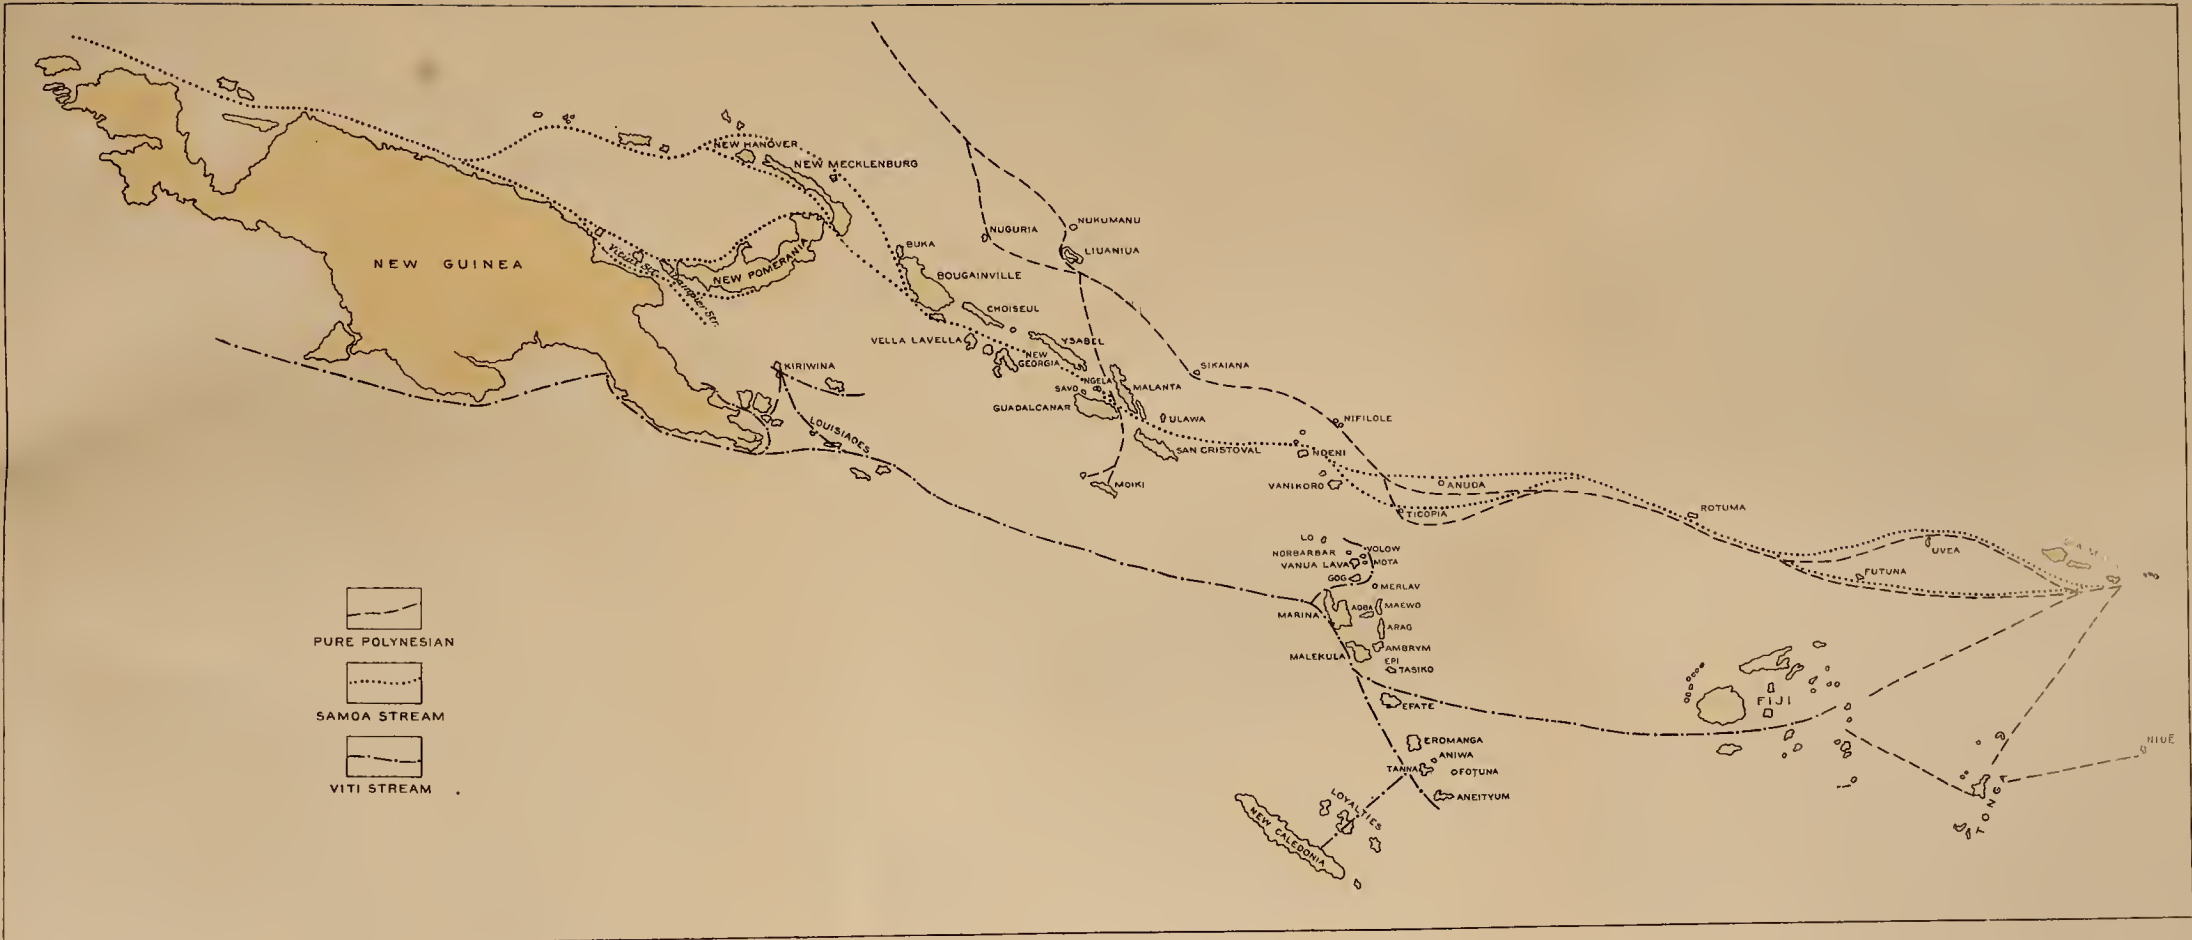 NEW GUINEA
NEW HANOVER
NEW MECKLENBURG
NEW POMERANIA
Vitiaz Str.
Dampier Str.
BUKA
BOUGAINVILLE
CHOISEUL
VELLA LAVELLA
NEW
GEORGIA
YSABEL
NGELA
SAVO
MALANTA
GUADALCANAR
ULAWA
SAN CRISTOVAL
MOIKI
NUGURIA
NUKUMANU
LIUANIUA
SIKAIANA
NIFILOLE
NDENI
VANIKORO
ANUDA
TICOPIA
ROTUMA
UVEA
FUTUNA
KIRIWINA
LOUISIADES
LO
NORBARBAR
VOLOW
VANUA LAVA
MOTA
GOG
MERLAV
MARINA
AOBA
MAEWO
ARAG
MALEKULA
AMBRYM
EPI
TASIKO
EFATE
EROMANGA
ANIWA
TANNA
FOTUNA
ANEITYUM
LOYALTIES
NEW CALEDONIA
FIJI
TONGA
NIUĒ
PURE POLYNESIAN
SAMOA STREAM
VITI STREAM